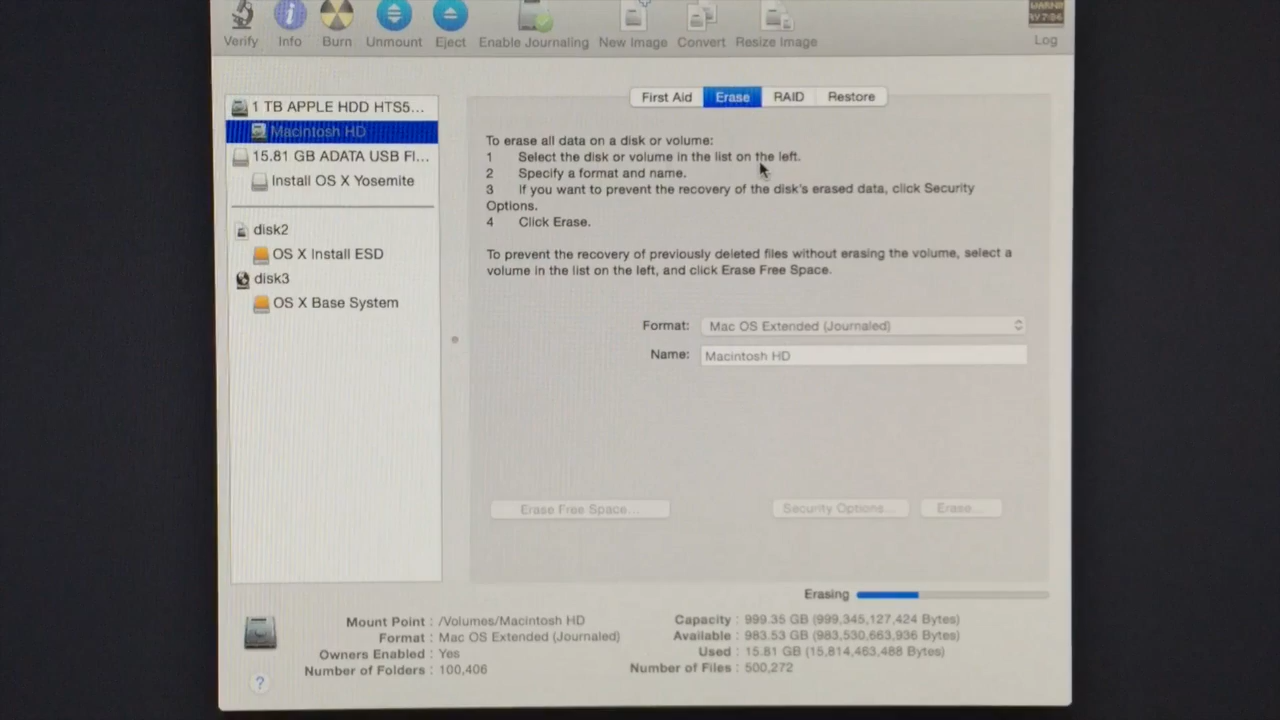 Verify Info Burn Unmount Eject Enable Journaling New Image Convert Resize Image Log
First Aid Erase RAID Restore
1 TB APPLE HDD HTS5...
Macintosh HD
15.81 GB ADATA USB Fl...
Install OS X Yosemite
disk2
OS X Install ESD
disk3
OS X Base System
To erase all data on a disk or volume:
1 Select the disk or volume in the list on the left.
2 Specify a format and name.
3 If you want to prevent the recovery of the disk's erased data, click Security
Options.
4 Click Erase.
To prevent the recovery of previously deleted files without erasing the volume, select a
volume in the list on the left, and click Erase Free Space.
Format: Mac OS Extended (Journaled)
Name: Macintosh HD
Erase Free Space... Security Options... Erase...
Erasing
Mount Point : /Volumes/Macintosh HD
Format : Mac OS Extended (Journaled)
Owners Enabled : Yes
Number of Folders : 100,406
Capacity : 999.35 GB (999,345,127,424 Bytes)
Available : 983.53 GB (983,530,663,936 Bytes)
Used : 15.81 GB (15,814,463,488 Bytes)
Number of Files : 500,272
?